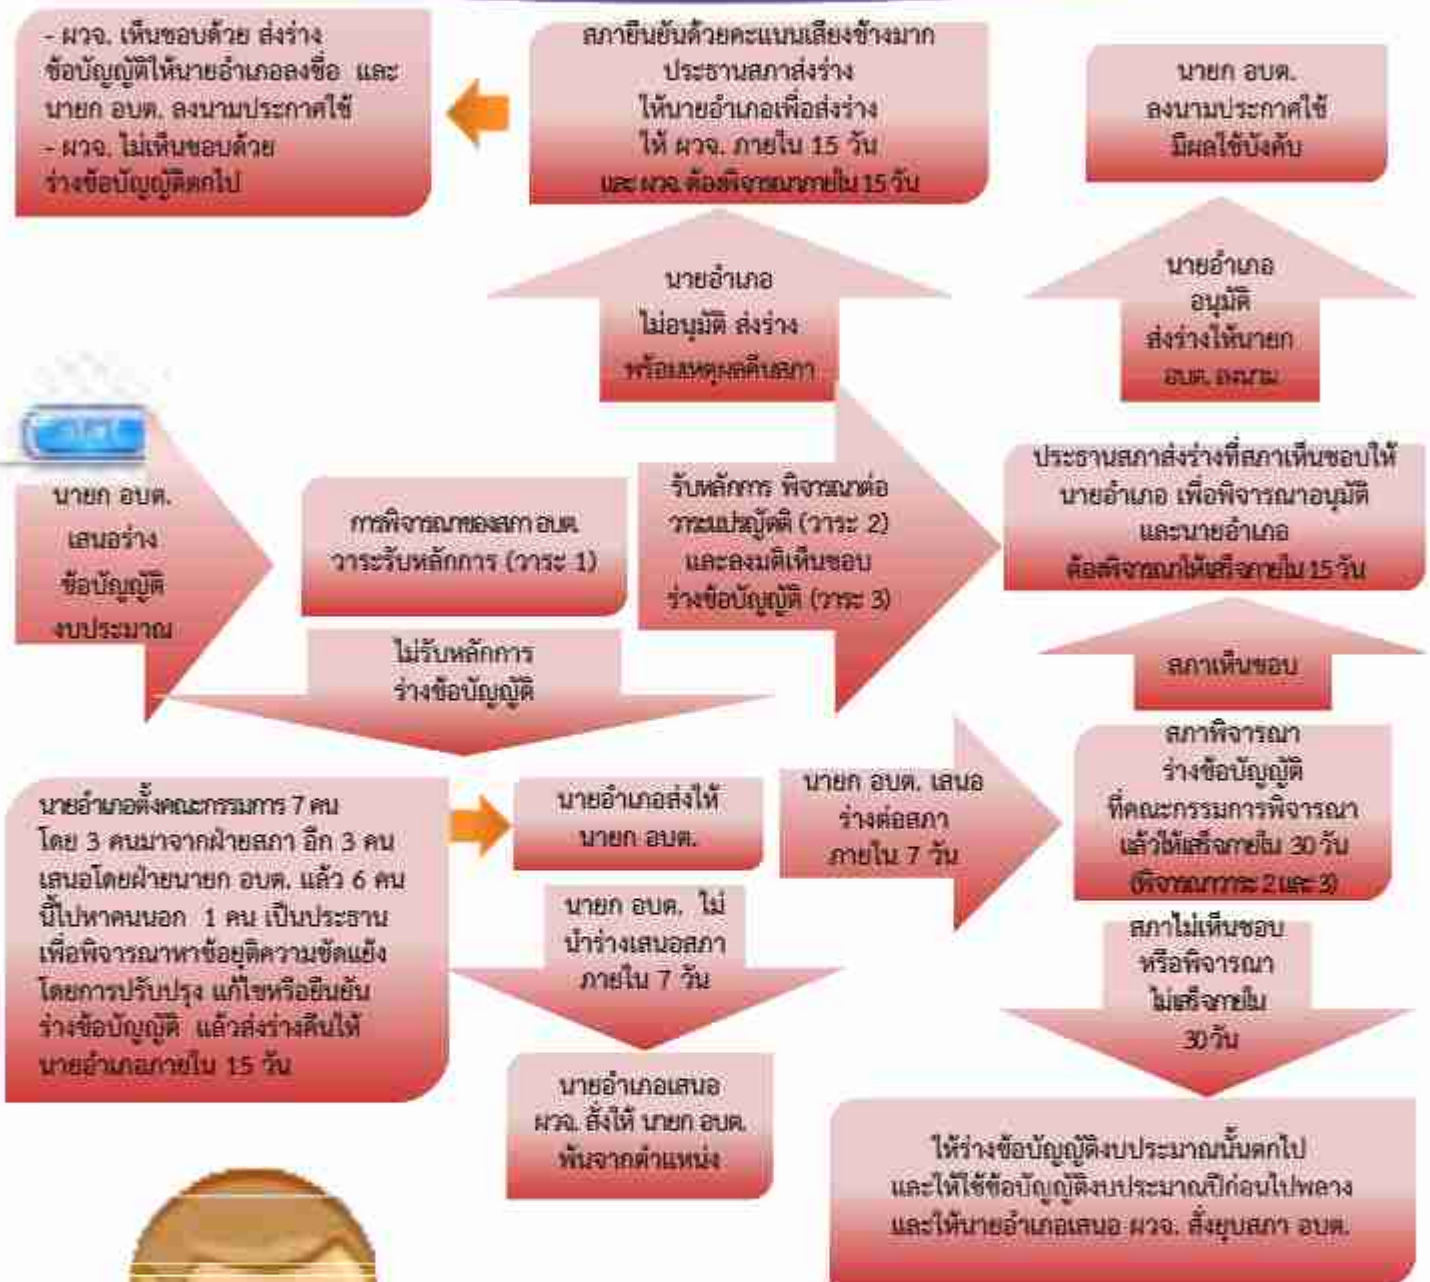 - ผวจ. เห็นชอบด้วย ส่งร่าง
ข้อบัญญัติให้นายอำเภอลงชื่อ และ
นายก อบต. ลงนามประกาศใช้
- ผวจ. ไม่เห็นชอบด้วย
ร่างข้อบัญญัติตกไป
สภายืนยันด้วยคะแนนเสียงข้างมาก
ประธานสภาส่งร่าง
ให้นายอำเภอเพื่อส่งร่าง
ให้ ผวจ. ภายใน 15 วัน
และ ผวจ. ต้องพิจารณาภายใน 15 วัน
นายก อบต.
ลงนามประกาศใช้
มีผลใช้บังคับ
นายอำเภอ
ไม่อนุมัติ ส่งร่าง
พร้อมเหตุผลคืนสภา
นายอำเภอ
อนุมัติ
ส่งร่างให้นายก
อบต. ลงนาม
start
นายก อบต.
เสนอร่าง
ข้อบัญญัติ
งบประมาณ
การพิจารณาของสภา อบต.
วาระรับหลักการ (วาระ 1)
รับหลักการ พิจารณาต่อ
วาระแปรญัตติ (วาระ 2)
และลงมติเห็นชอบ
ร่างข้อบัญญัติ (วาระ 3)
ประธานสภาส่งร่างที่สภาเห็นชอบให้
นายอำเภอ เพื่อพิจารณาอนุมัติ
และนายอำเภอ
ต้องพิจารณาให้เสร็จภายใน 15 วัน
ไม่รับหลักการ
ร่างข้อบัญญัติ
สภาเห็นชอบ
นายอำเภอตั้งคณะกรรมการ 7 คน
โดย 3 คนมาจากฝ่ายสภา อีก 3 คน
เสนอโดยฝ่ายนายก อบต. แล้ว 6 คน
นี้ไปหาคนนอก 1 คน เป็นประธาน
เพื่อพิจารณาหาข้อยุติความขัดแย้ง
โดยการปรับปรุง แก้ไขหรือยืนยัน
ร่างข้อบัญญัติ แล้วส่งร่างคืนให้
นายอำเภอภายใน 15 วัน
นายอำเภอส่งให้
นายก อบต.
นายก อบต. เสนอ
ร่างต่อสภา
ภายใน 7 วัน
สภาพิจารณา
ร่างข้อบัญญัติ
ที่คณะกรรมการพิจารณา
แล้วให้เสร็จภายใน 30 วัน
(พิจารณาวาระ 2 และ 3)
นายก อบต. ไม่
นำร่างเสนอสภา
ภายใน 7 วัน
สภาไม่เห็นชอบ
หรือพิจารณา
ไม่เสร็จภายใน
30 วัน
นายอำเภอเสนอ
ผวจ. สั่งให้ นายก อบต.
พ้นจากตำแหน่ง
ให้ร่างข้อบัญญัติงบประมาณนั้นตกไป
และให้ใช้ข้อบัญญัติงบประมาณปีก่อนไปพลาง
และให้นายอำเภอเสนอ ผวจ. สั่งยุบสภา อบต.